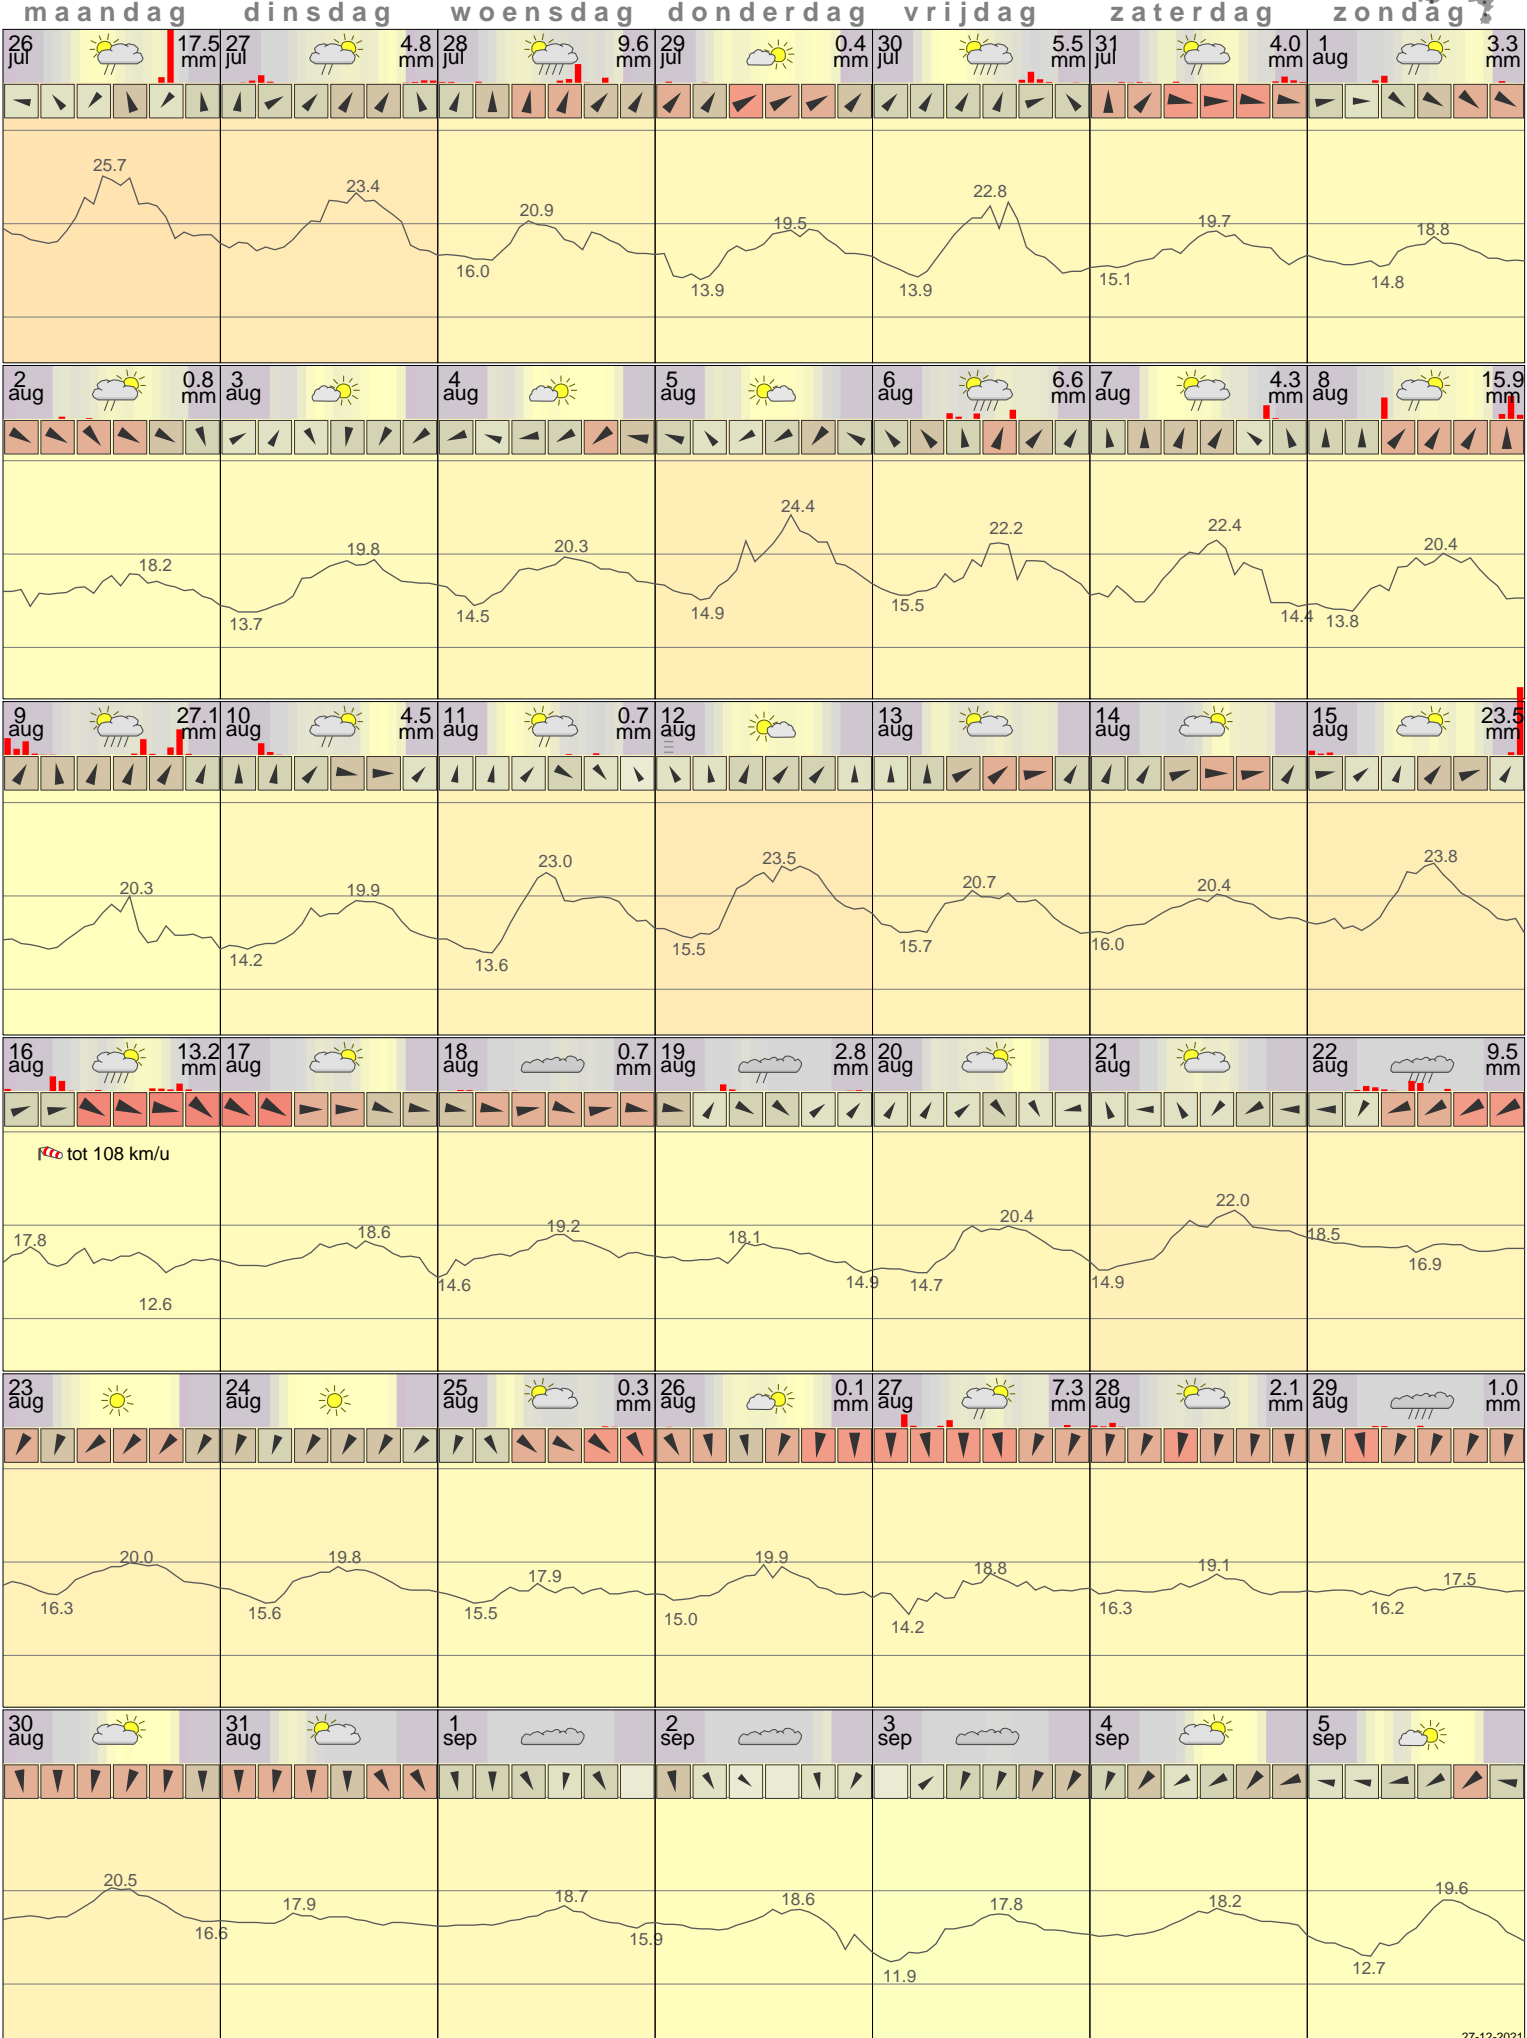 maandag dinsdag woensdag donderdag vrijdag zaterdag zondag
26 jul 17.5 mm 27 jul 4.8 mm 28 jul 9.6 mm 29 jul 0.4 mm 30 jul 5.5 mm 31 jul 4.0 mm 1 aug 3.3 mm
25.7 23.4 20.9 19.5 22.8 19.7 18.8
16.0 13.9 13.9 15.1 14.8
2 aug 0.8 mm 3 aug 4 aug 5 aug 6 aug 6.6 mm 7 aug 4.3 mm 8 aug 15.9 mm
18.2 19.8 20.3 24.4 22.2 22.4 20.4
13.7 14.5 14.9 15.5 14.4 13.8
9 aug 27.1 mm 10 aug 4.5 mm 11 aug 0.7 mm 12 aug 13 aug 14 aug 15 aug 23.5 mm
20.3 19.9 23.0 23.5 20.7 20.4 23.8
14.2 13.6 15.5 15.7 16.0
16 aug 13.2 mm 17 aug 18 aug 0.7 mm 19 aug 2.8 mm 20 aug 21 aug 22 aug 9.5 mm
tot 108 km/u
17.8 18.6 19.2 18.1 20.4 22.0 18.5
12.6 14.6 14.9 14.7 14.9 16.9
23 aug 24 aug 25 aug 0.3 mm 26 aug 0.1 mm 27 aug 7.3 mm 28 aug 2.1 mm 29 aug 1.0 mm
20.0 19.8 17.9 19.9 18.8 19.1 17.5
16.3 15.6 15.5 15.0 14.2 16.3 16.2
30 aug 31 aug 1 sep 2 sep 3 sep 4 sep 5 sep
20.5 17.9 18.7 18.6 17.8 18.2 19.6
16.6 15.9 11.9 12.7
27-12-2021